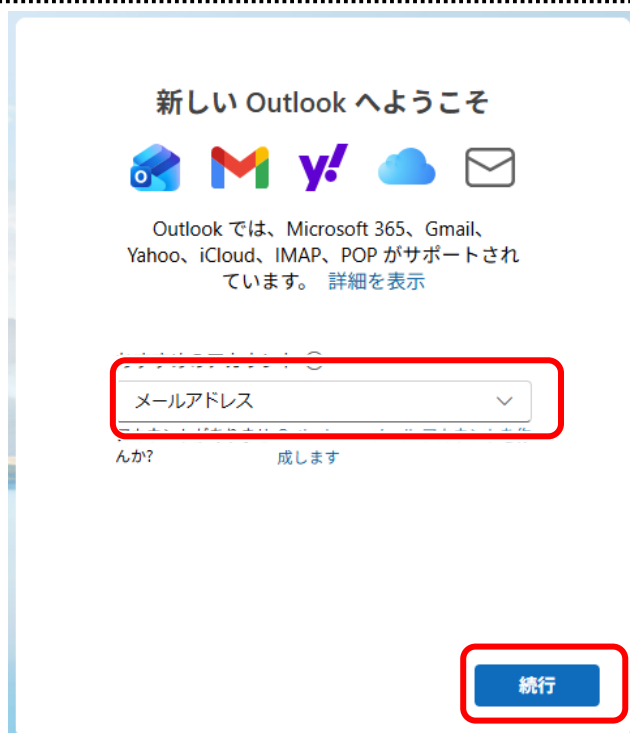 新しい Outlook へようこそ
Outlook では、Microsoft 365、Gmail、
Yahoo、iCloud、IMAP、POP がサポートされ
ています。 詳細を表示
メールアドレス
んか? 成します
続行